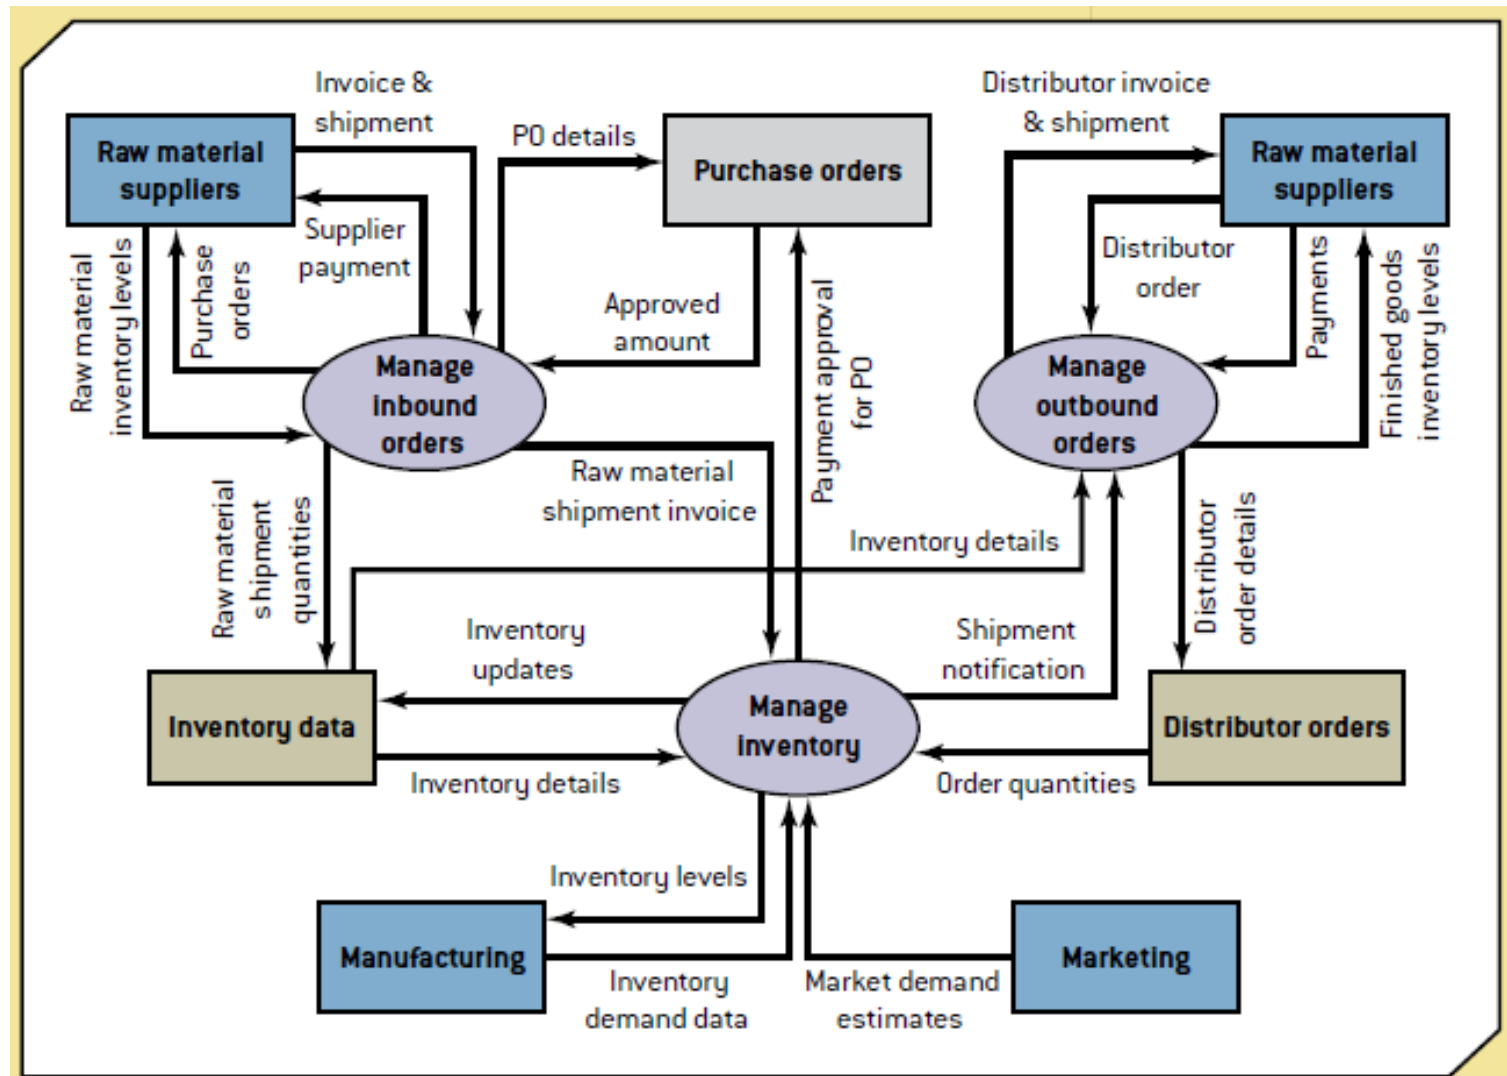 Invoice &
shipment
Raw material
suppliers
PO details
Purchase orders
Distributor invoice
& shipment
Raw material
suppliers
Supplier
payment
Raw material
inventory levels
Purchase
orders
Approved
amount
Payment approval
for PO
Distributor
order
Payments
Finished goods
inventory levels
Manage
inbound
orders
Manage
outbound
orders
Raw material
shipment
quantities
Raw material
shipment invoice
Inventory details
Distributor
order details
Inventory
updates
Shipment
notification
Inventory data
Manage
inventory
Distributor orders
Inventory details
Order quantities
Inventory levels
Manufacturing
Marketing
Inventory
demand data
Market demand
estimates